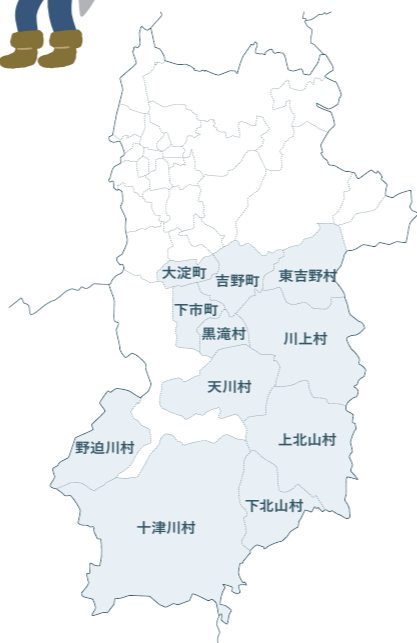 大淀町
吉野町
東吉野村
下市町
黒滝村
川上村
天川村
野迫川村
上北山村
下北山村
十津川村